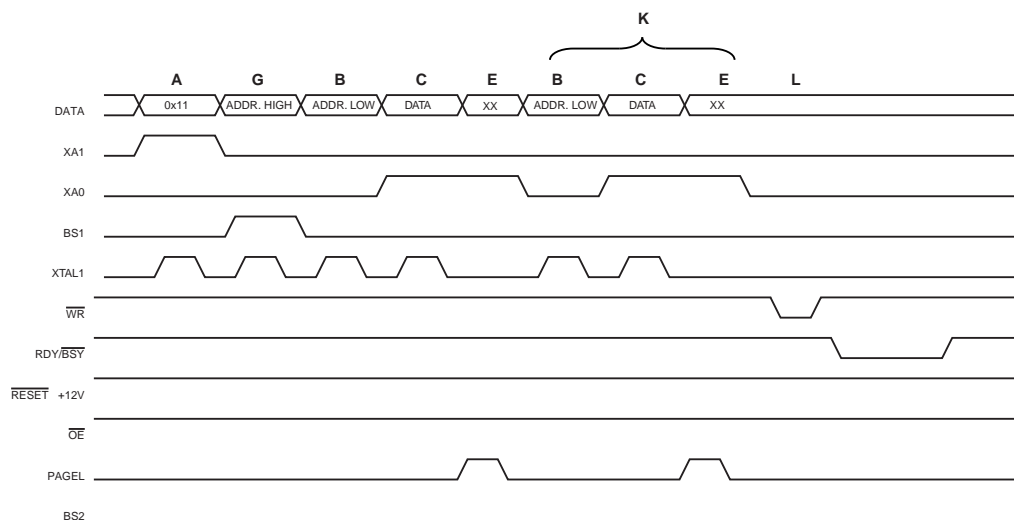 K
A G B C E B C E L
DATA 0x11 ADDR. HIGH ADDR. LOW DATA XX ADDR. LOW DATA XX
XA1
XA0
BS1
XTAL1
WR
RDY/BSY
RESET +12V
OE
PAGEL
BS2